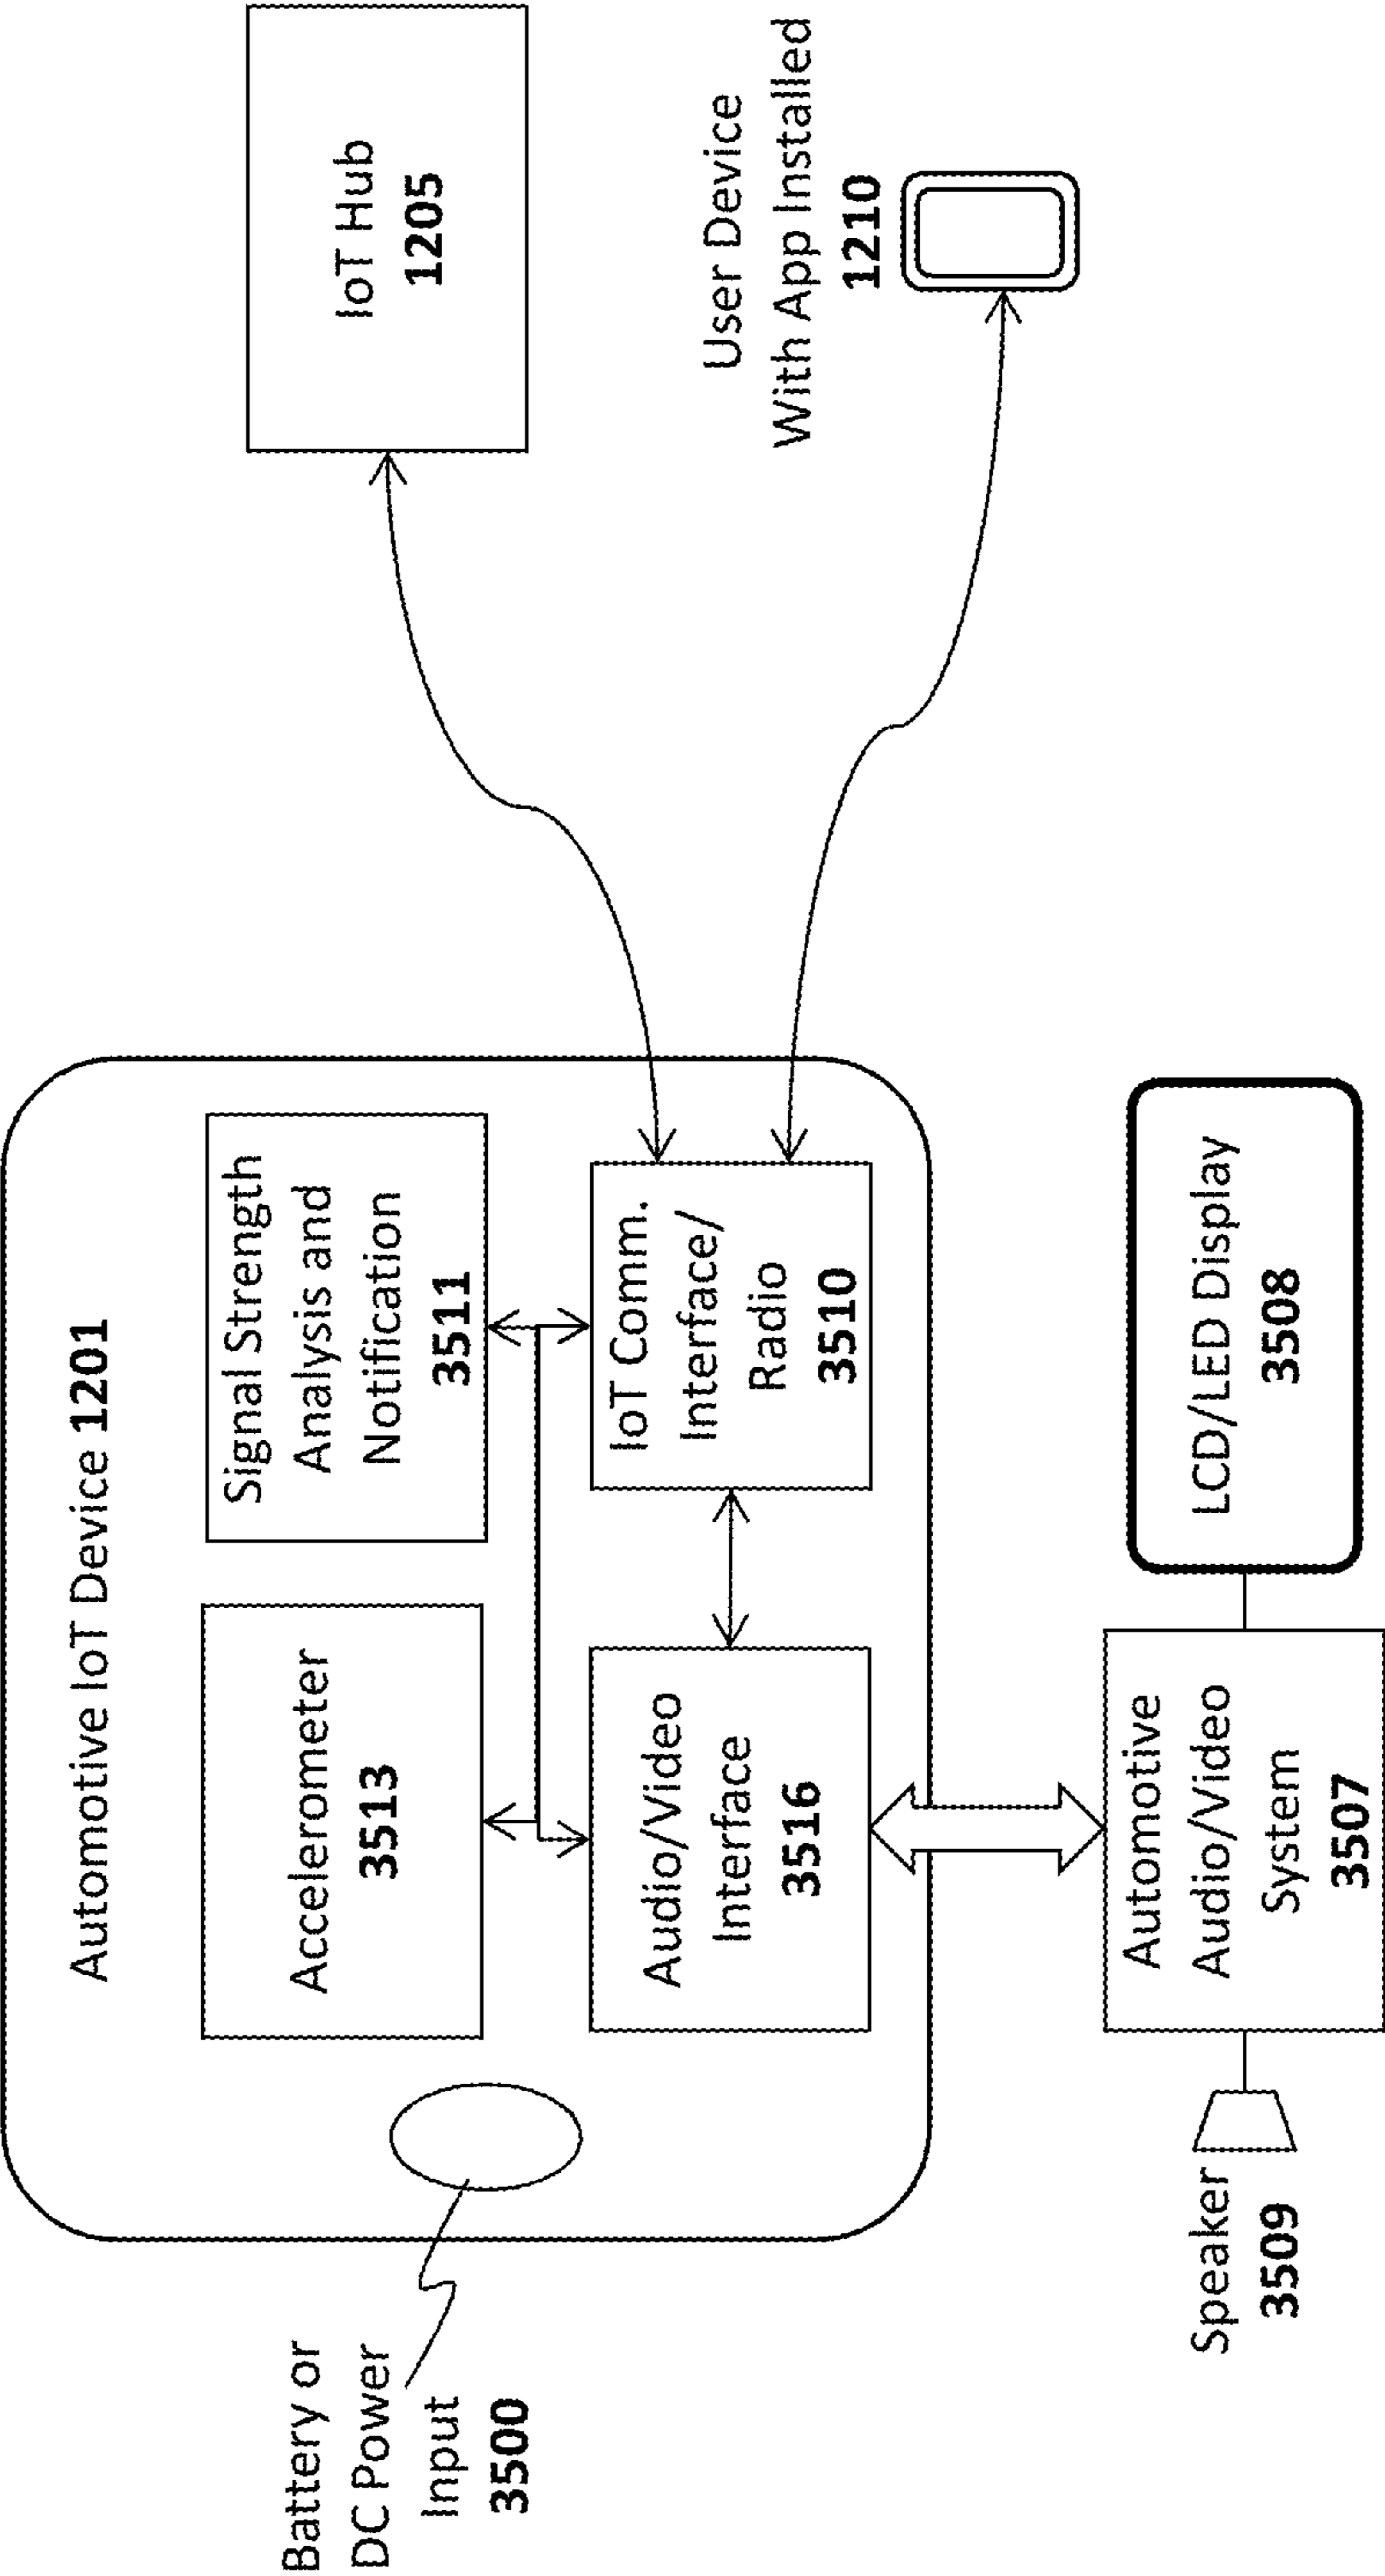 Automotive IoT Device 1201
Battery or
DC Power
Input
3500
Accelerometer
3513
Signal Strength
Analysis and
Notification
3511
Audio/Video
Interface
3516
IoT Comm.
Interface/
Radio
3510
IoT Hub
1205
User Device
With App Installed
1210
Speaker
3509
Automotive
Audio/Video
System
3507
LCD/LED Display
3508